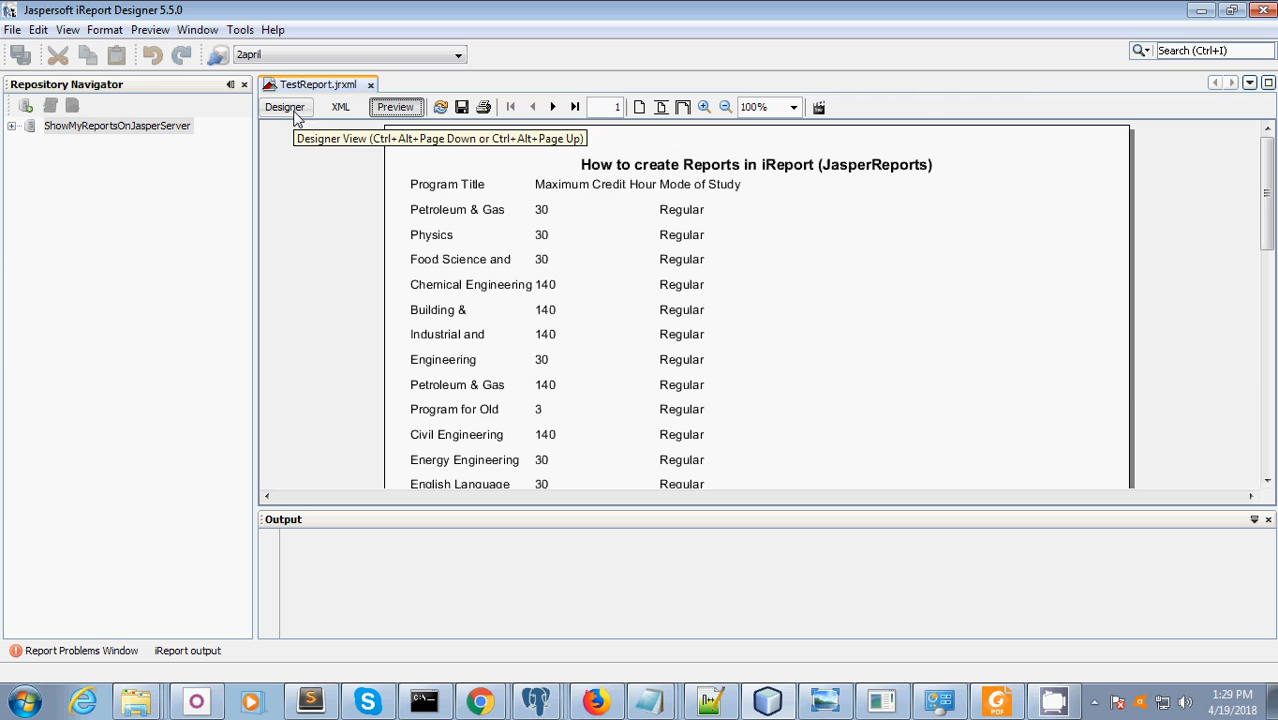 Jaspersoft iReport Designer 5.5.0
File Edit View Format Preview Window Tools Help
2april
Search (Ctrl+I)
Repository Navigator
TestReport.jrxml
Designer XML Preview 1 100%
ShowMyReportsOnJasperServer
Designer View (Ctrl+Alt+Page Down or Ctrl+Alt+Page Up)
How to create Reports in iReport (JasperReports)
Program Title Maximum Credit Hour Mode of Study
Petroleum & Gas 30 Regular
Physics 30 Regular
Food Science and 30 Regular
Chemical Engineering 140 Regular
Building & 140 Regular
Industrial and 140 Regular
Engineering 30 Regular
Petroleum & Gas 140 Regular
Program for Old 3 Regular
Civil Engineering 140 Regular
Energy Engineering 30 Regular
English Language 30 Regular
Output
Report Problems Window iReport output
PDF
1:29 PM
4/19/2018